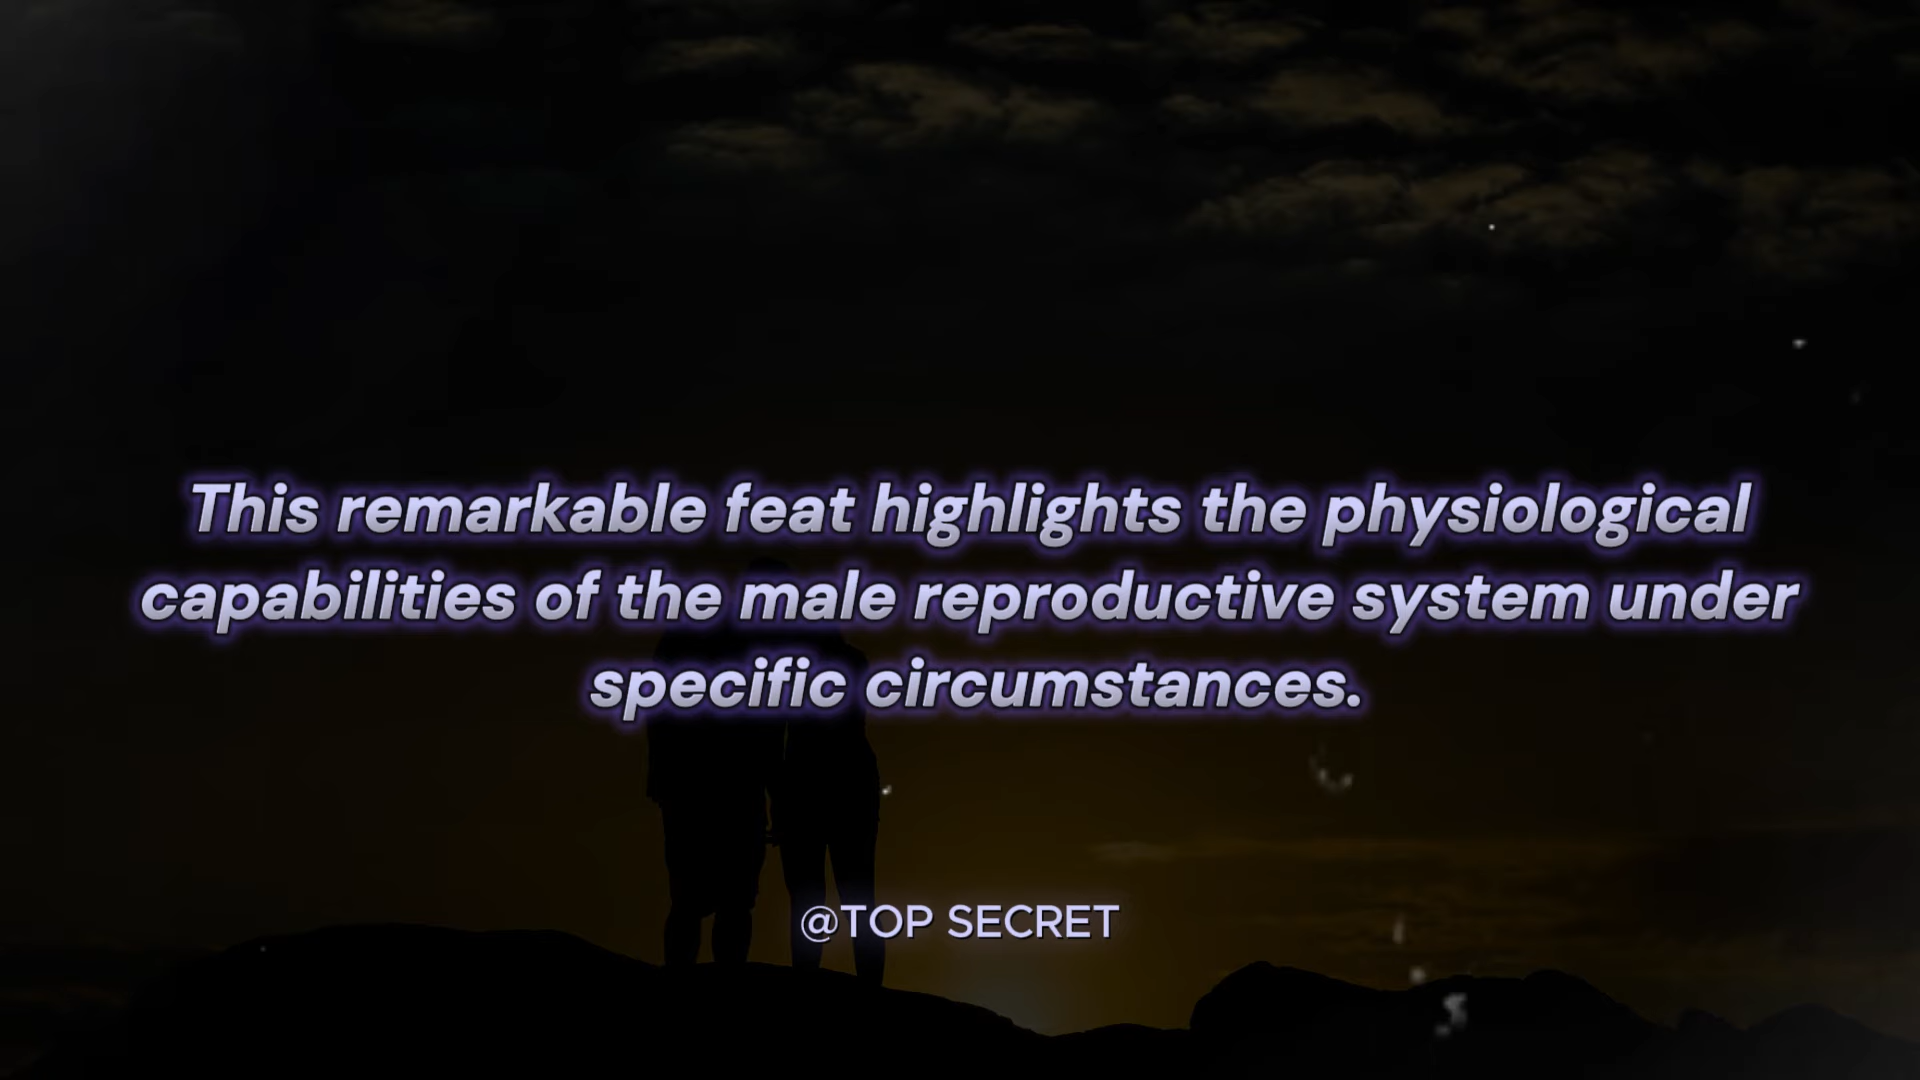 This remarkable feat highlights the physiological
capabilities of the male reproductive system under
specific circumstances.
@TOP SECRET